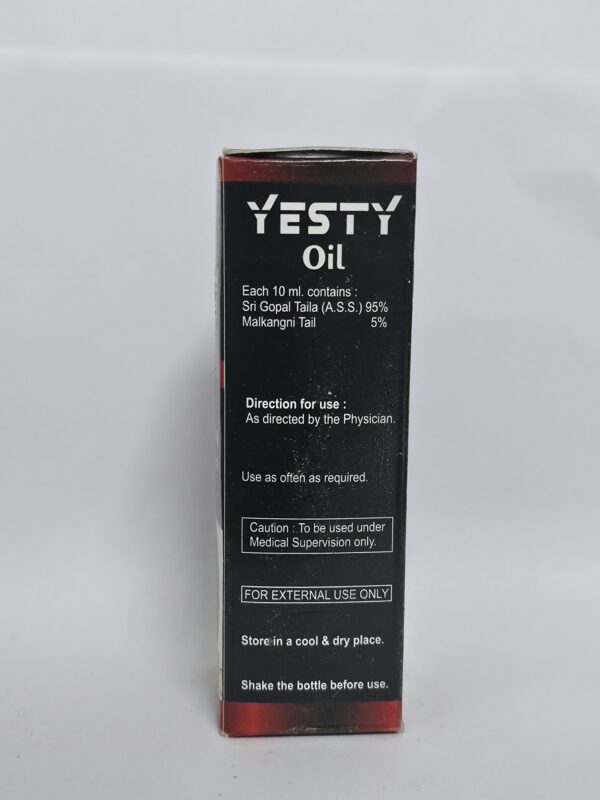 YESTY
Oil
Each 10 ml. contains :
Sri Gopal Taila (A.S.S.) 95%
Malkangni Tail 5%
Direction for use :
As directed by the Physician.
Use as often as required.
Caution : To be used under
Medical Supervision only.
FOR EXTERNAL USE ONLY
Store in a cool & dry place.
Shake the bottle before use.